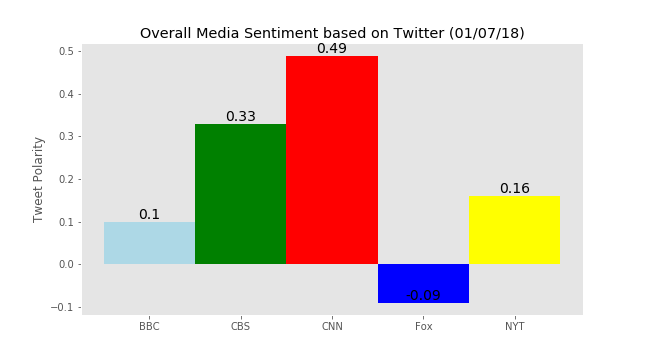 Overall Media Sentiment based on Twitter (01/07/18)
Tweet Polarity
0.5
0.4
0.3
0.2
0.1
0.0
−0.1
0.1
0.33
0.49
-0.09
0.16
BBC
CBS
CNN
Fox
NYT